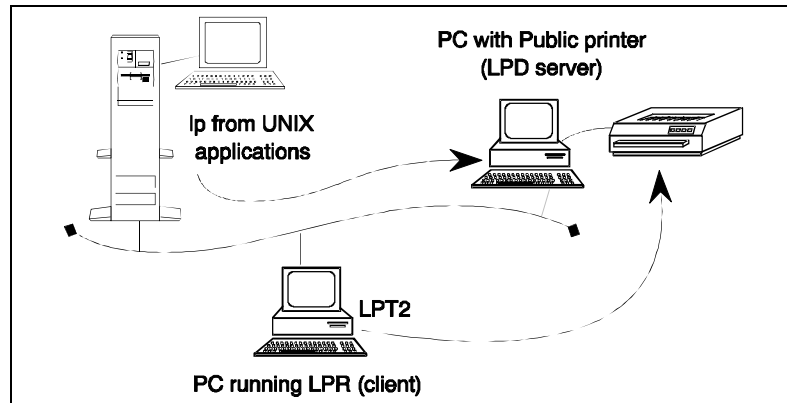 PC with Public printer
(LPD server)
lp from UNIX
applications
LPT2
PC running LPR (client)